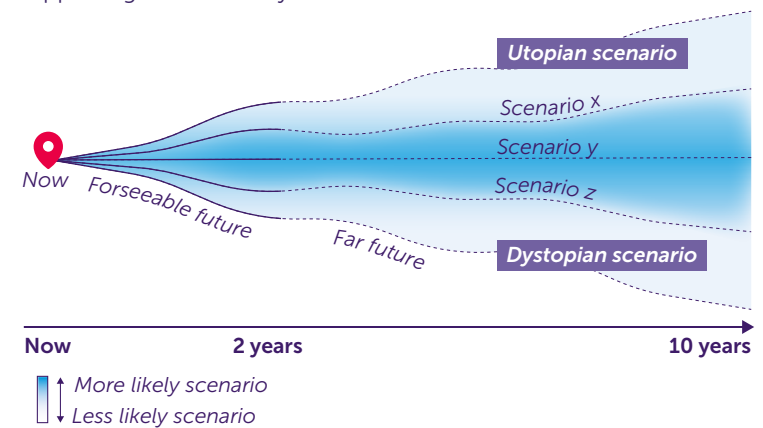 Utopian scenario
Scenario x
Scenario y
Scenario z
Now
Forseeable future
Far future
Dystopian scenario
Now 2 years 10 years
More likely scenario
Less likely scenario